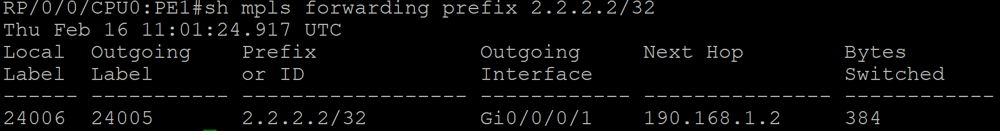 RP/0/0/CPU0:PE1#sh mpls forwarding prefix 2.2.2.2/32
Thu Feb 16 11:01:24.917 UTC
Local  Outgoing    Prefix             Outgoing     Next Hop        Bytes
Label  Label       or ID              Interface                    Switched
------ ----------- ------------------ ------------ --------------- ------------
24006  24005       2.2.2.2/32         Gi0/0/0/1    190.168.1.2     384